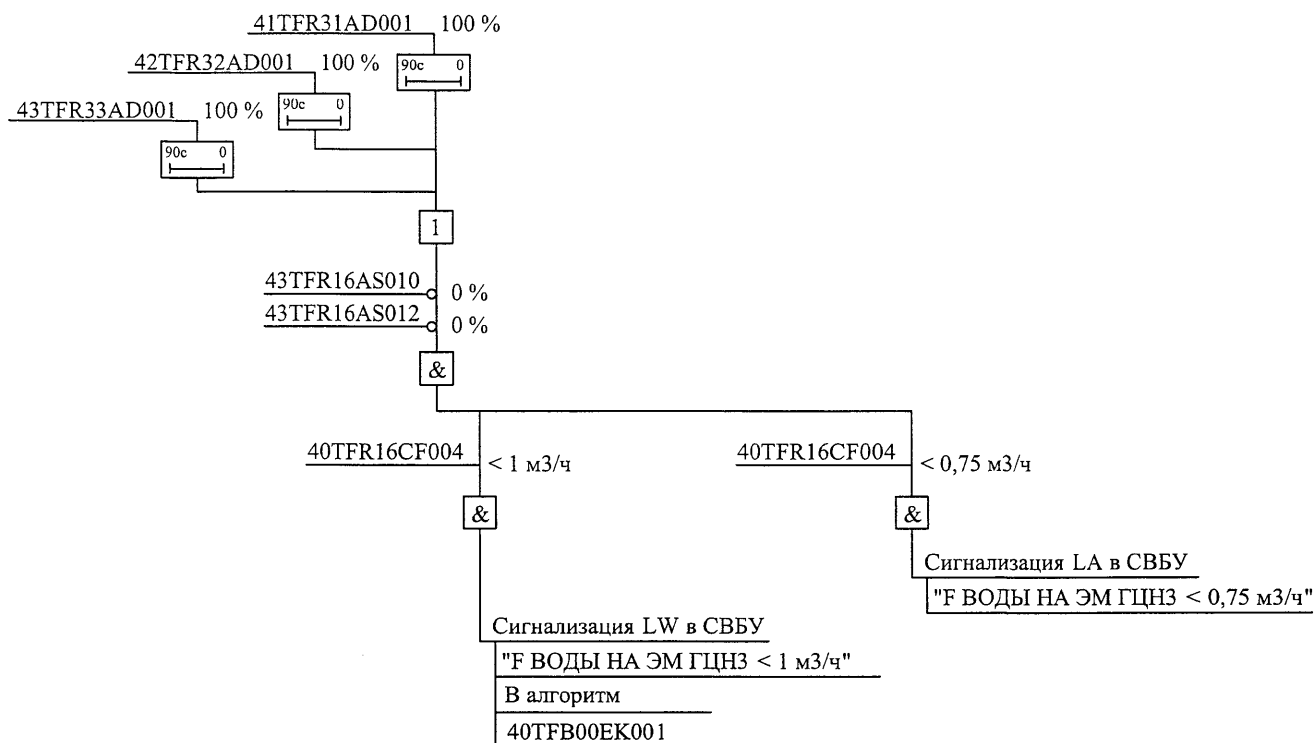 41TFR31AD001 100 %
90с 0
42TFR32AD001 100 %
90с 0
43TFR33AD001 100 %
90с 0
1
43TFR16AS010 0 %
43TFR16AS012 0 %
&
40TFR16CF004 < 1 м3/ч
&
40TFR16CF004 < 0,75 м3/ч
&
Сигнализация LA в СВБУ
"F ВОДЫ НА ЭМ ГЦН3 < 0,75 м3/ч"
Сигнализация LW в СВБУ
"F ВОДЫ НА ЭМ ГЦН3 < 1 м3/ч"
В алгоритм
40TFB00EK001